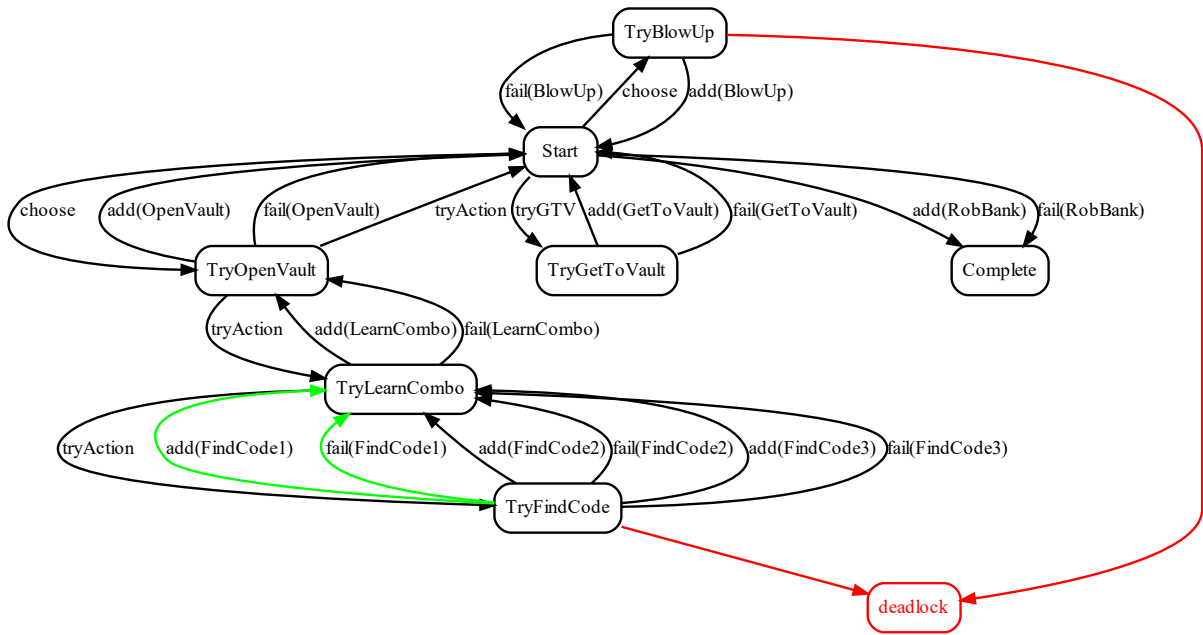 TryBlowUp
fail(BlowUp)
choose
add(BlowUp)
Start
choose
add(OpenVault)
fail(OpenVault)
tryAction
tryGTV
add(GetToVault)
fail(GetToVault)
add(RobBank)
fail(RobBank)
TryOpenVault
TryGetToVault
Complete
tryAction
add(LearnCombo)
fail(LearnCombo)
TryLearnCombo
tryAction
add(FindCode1)
fail(FindCode1)
add(FindCode2)
fail(FindCode2)
add(FindCode3)
fail(FindCode3)
TryFindCode
deadlock